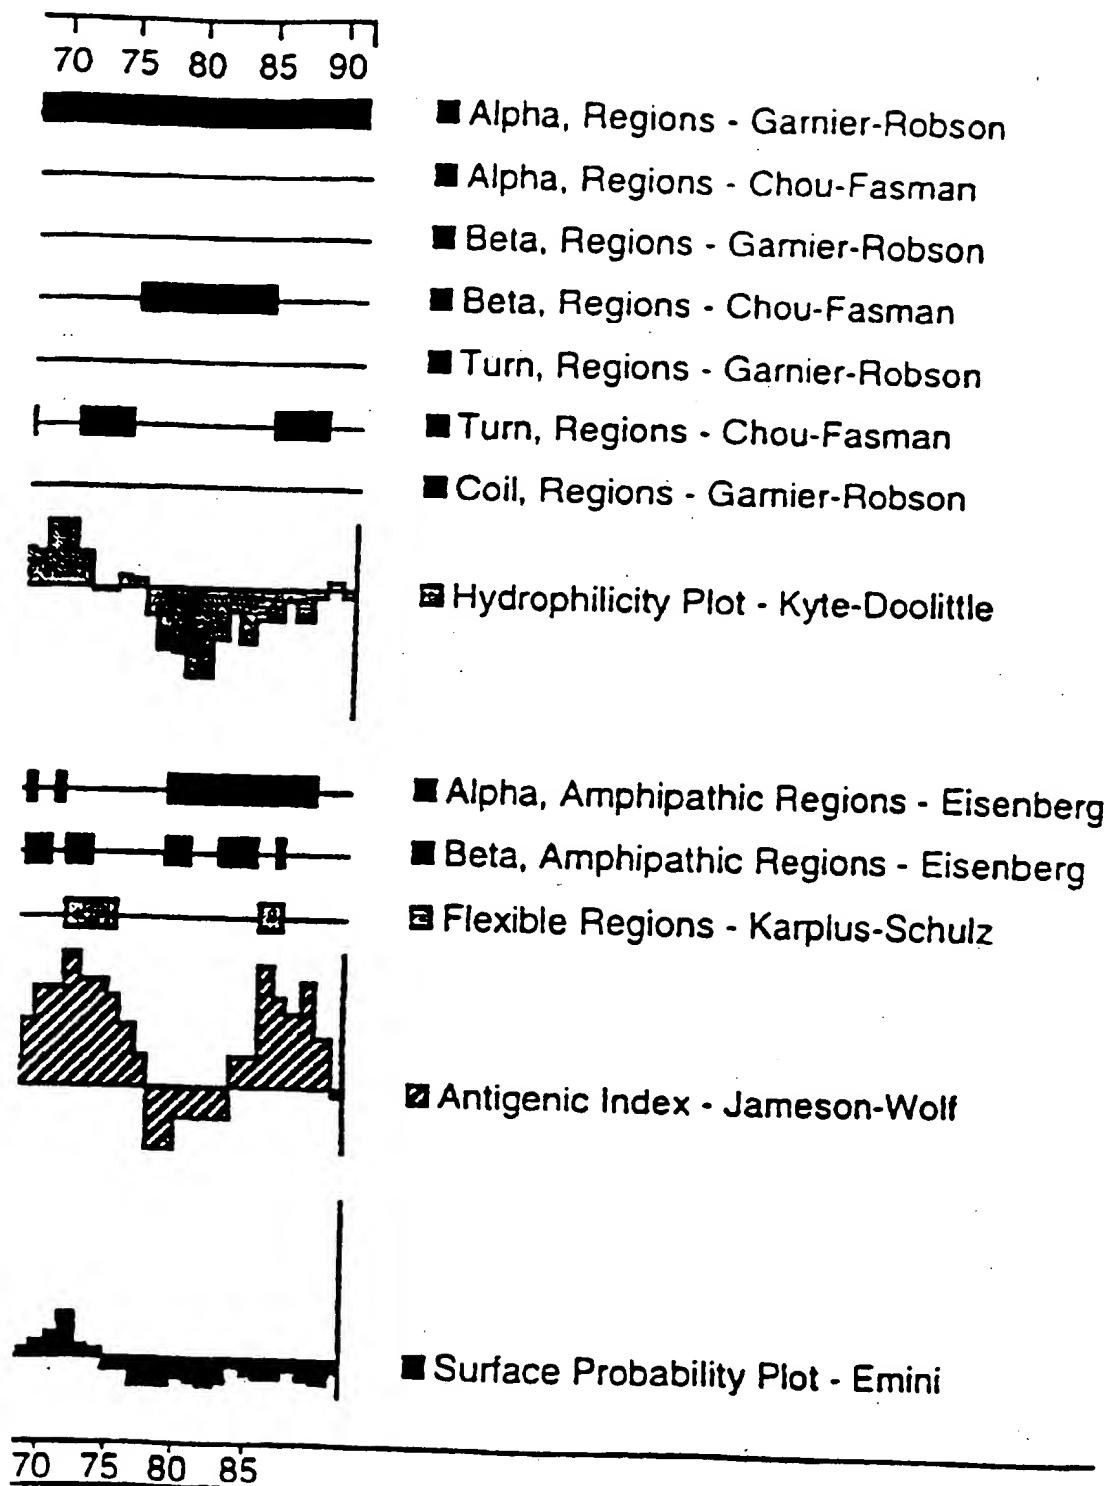 70 75 80 85 90
Alpha, Regions - Garnier-Robson
Alpha, Regions - Chou-Fasman
Beta, Regions - Garnier-Robson
Beta, Regions - Chou-Fasman
Turn, Regions - Garnier-Robson
Turn, Regions - Chou-Fasman
Coil, Regions - Garnier-Robson
Hydrophilicity Plot - Kyte-Doolittle
Alpha, Amphipathic Regions - Eisenberg
Beta, Amphipathic Regions - Eisenberg
Flexible Regions - Karplus-Schulz
Antigenic Index - Jameson-Wolf
Surface Probability Plot - Emini
70 75 80 85